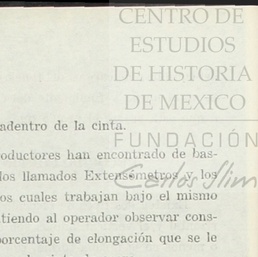 CENTRO DE
ESTUDIOS
DE HISTORIA
DE MEXICO
FUNDACIÓN
Carlos Slim
adentro de la cinta.
oductores han encontrado de bas-
los llamados Extensómetros y los
os cuales trabajan bajo el mismo
tiendo al operador observar cons-
porcentaje de elongación que se le